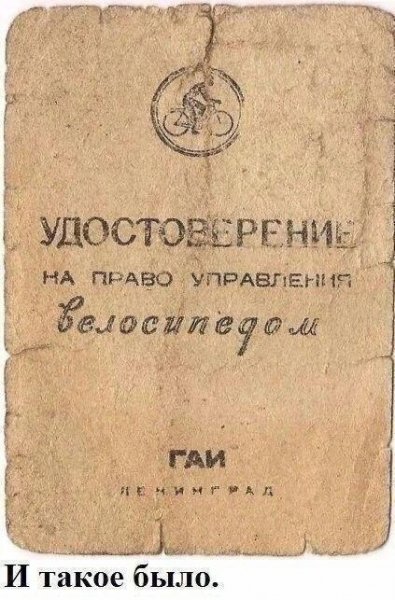 УДОСТОВЕРЕНИЕ
НА ПРАВО УПРАВЛЕНИЯ
велосипедом
ГАИ
ЛЕНИНГРАД
И такое было.